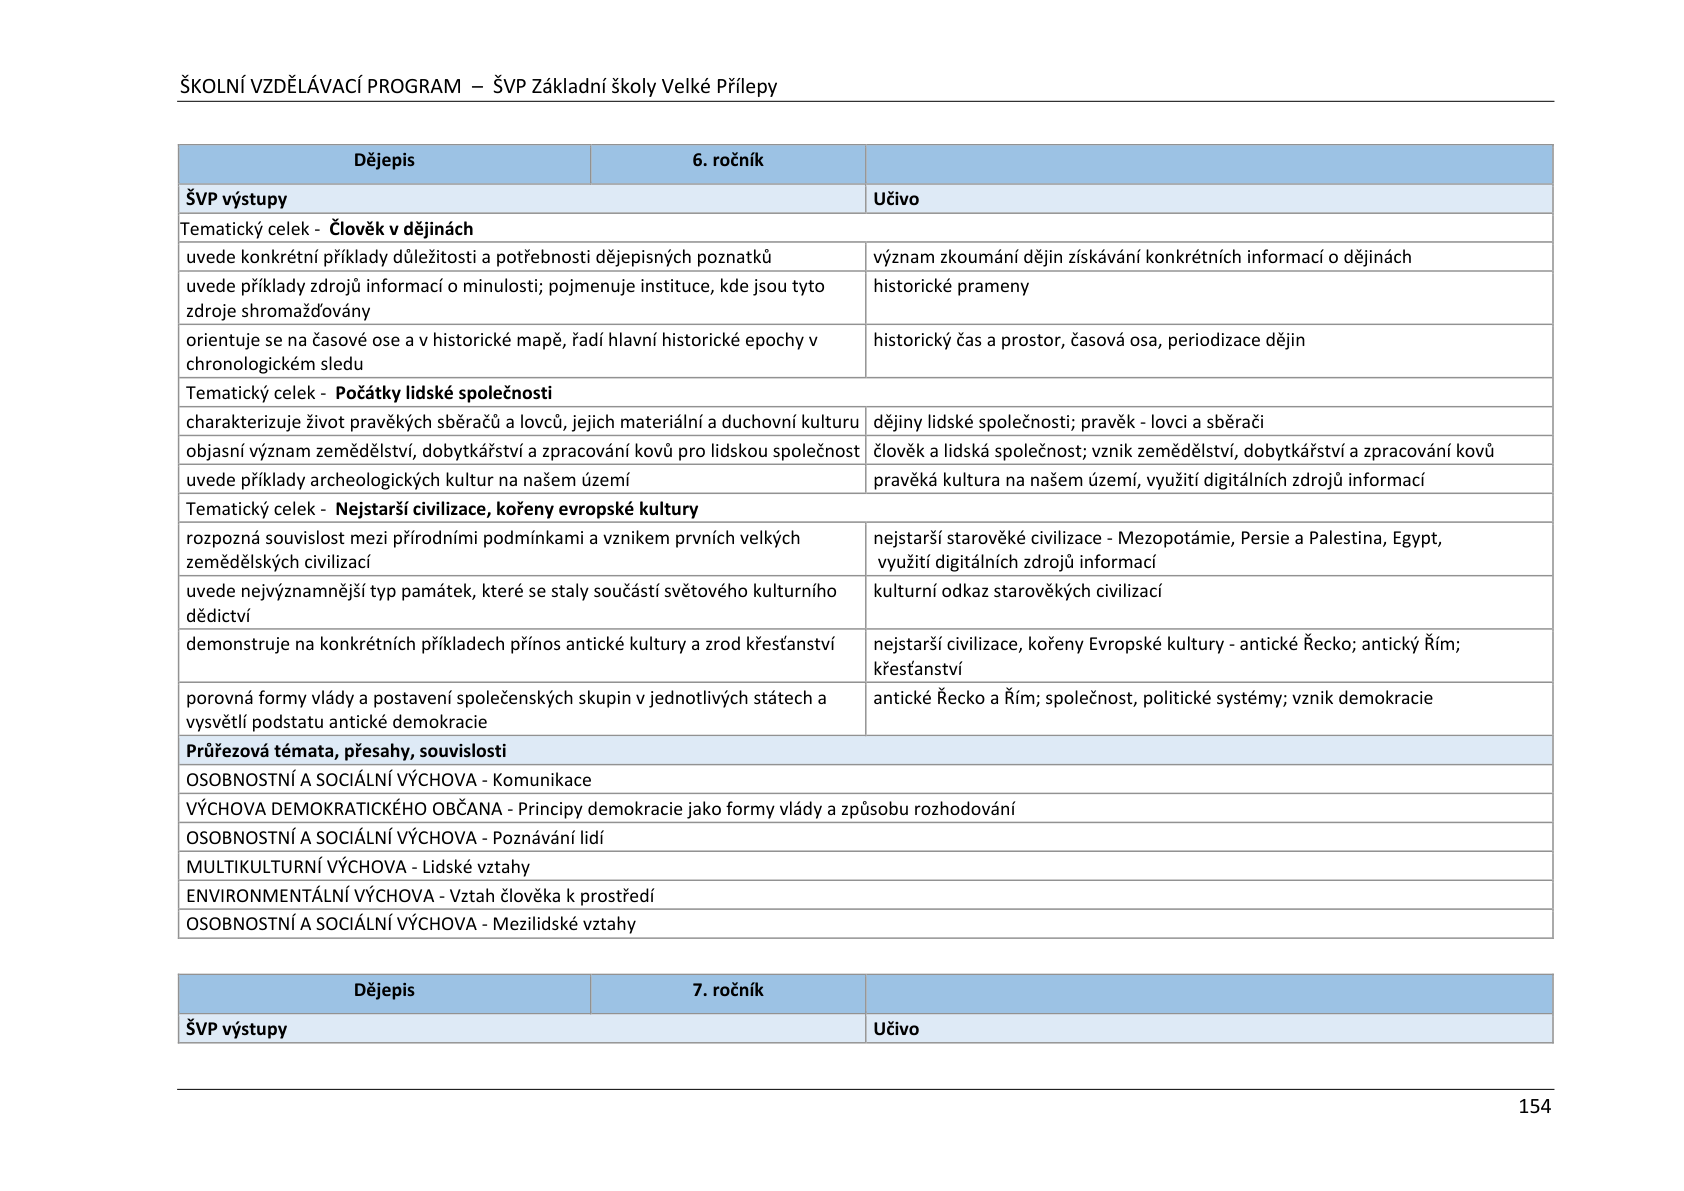 ŠKOLNÍ VZDĚLÁVACÍ PROGRAM – ŠVP Základní školy Velké Přílepy
Dějepis 6. ročník
ŠVP výstupy Učivo
Tematický celek - Člověk v dějinách
uvede konkrétní příklady důležitosti a potřebnosti dějepisných poznatků význam zkoumání dějin získávání konkrétních informací o dějinách
uvede příklady zdrojů informací o minulosti; pojmenuje instituce, kde jsou tyto historické prameny
zdroje shromažďovány
orientuje se na časové ose a v historické mapě, řadí hlavní historické epochy v historický čas a prostor, časová osa, periodizace dějin
chronologickém sledu
Tematický celek - Počátky lidské společnosti
charakterizuje život pravěkých sběračů a lovců, jejich materiální a duchovní kulturu dějiny lidské společnosti; pravěk - lovci a sběrači
objasní význam zemědělství, dobytkářství a zpracování kovů pro lidskou společnost člověk a lidská společnost; vznik zemědělství, dobytkářství a zpracování kovů
uvede příklady archeologických kultur na našem území pravěká kultura na našem území, využití digitálních zdrojů informací
Tematický celek - Nejstarší civilizace, kořeny evropské kultury
rozpozná souvislost mezi přírodními podmínkami a vznikem prvních velkých nejstarší starověké civilizace - Mezopotámie, Persie a Palestina, Egypt,
zemědělských civilizací využití digitálních zdrojů informací
uvede nejvýznamnější typ památek, které se staly součástí světového kulturního kulturní odkaz starověkých civilizací
dědictví
demonstruje na konkrétních příkladech přínos antické kultury a zrod křesťanství nejstarší civilizace, kořeny Evropské kultury - antické Řecko; antický Řím;
křesťanství
porovná formy vlády a postavení společenských skupin v jednotlivých státech a antické Řecko a Řím; společnost, politické systémy; vznik demokracie
vysvětlí podstatu antické demokracie
Průřezová témata, přesahy, souvislosti
OSOBNOSTNÍ A SOCIÁLNÍ VÝCHOVA - Komunikace
VÝCHOVA DEMOKRATICKÉHO OBČANA - Principy demokracie jako formy vlády a způsobu rozhodování
OSOBNOSTNÍ A SOCIÁLNÍ VÝCHOVA - Poznávání lidí
MULTIKULTURNÍ VÝCHOVA - Lidské vztahy
ENVIRONMENTÁLNÍ VÝCHOVA - Vztah člověka k prostředí
OSOBNOSTNÍ A SOCIÁLNÍ VÝCHOVA - Mezilidské vztahy
Dějepis 7. ročník
ŠVP výstupy Učivo
154